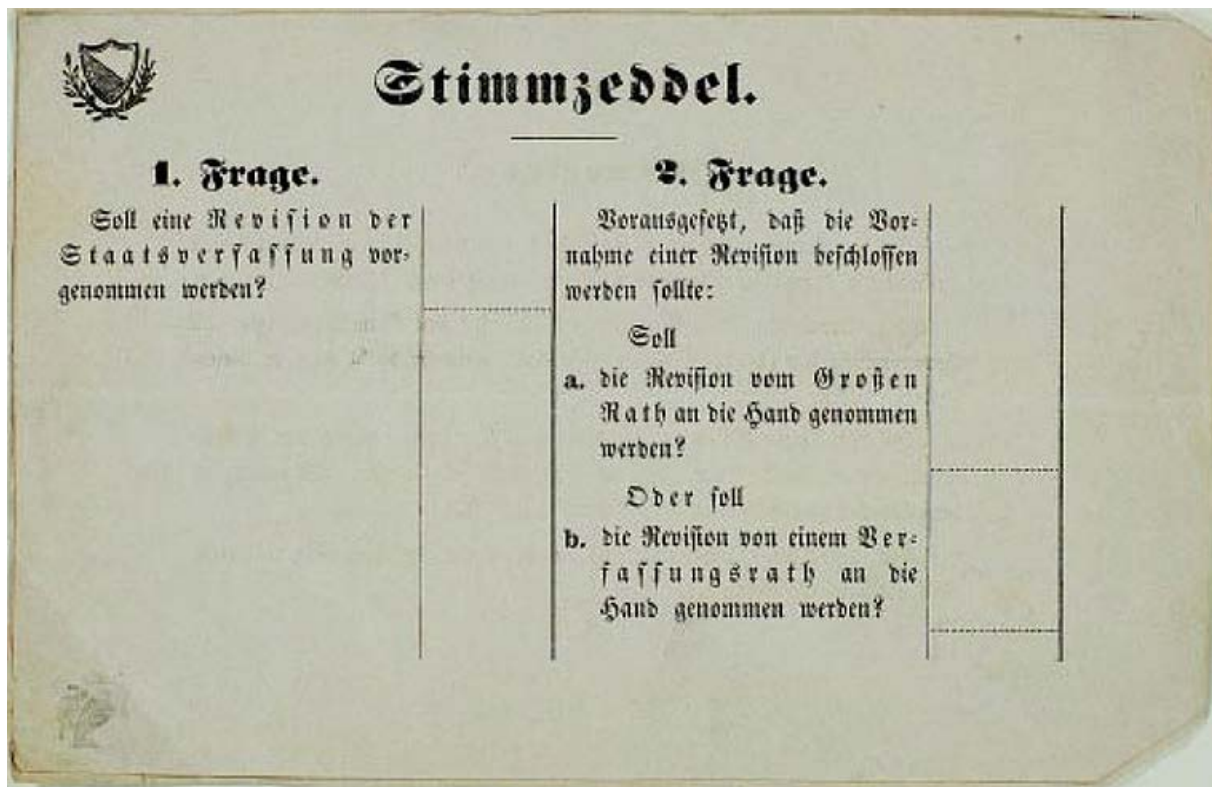 Stimmzeddel.
1. Frage.
Soll eine Revision der
Staatsverfassung vor-
genommen werden?
2. Frage.
Vorausgesetzt, daß die Vor-
nahme einer Revision beschlossen
werden sollte:
Soll
a. die Revision vom Großen
Rath an die Hand genommen
werden?
Oder soll
b. die Revision von einem Ver-
fassungsrath an die
Hand genommen werden?